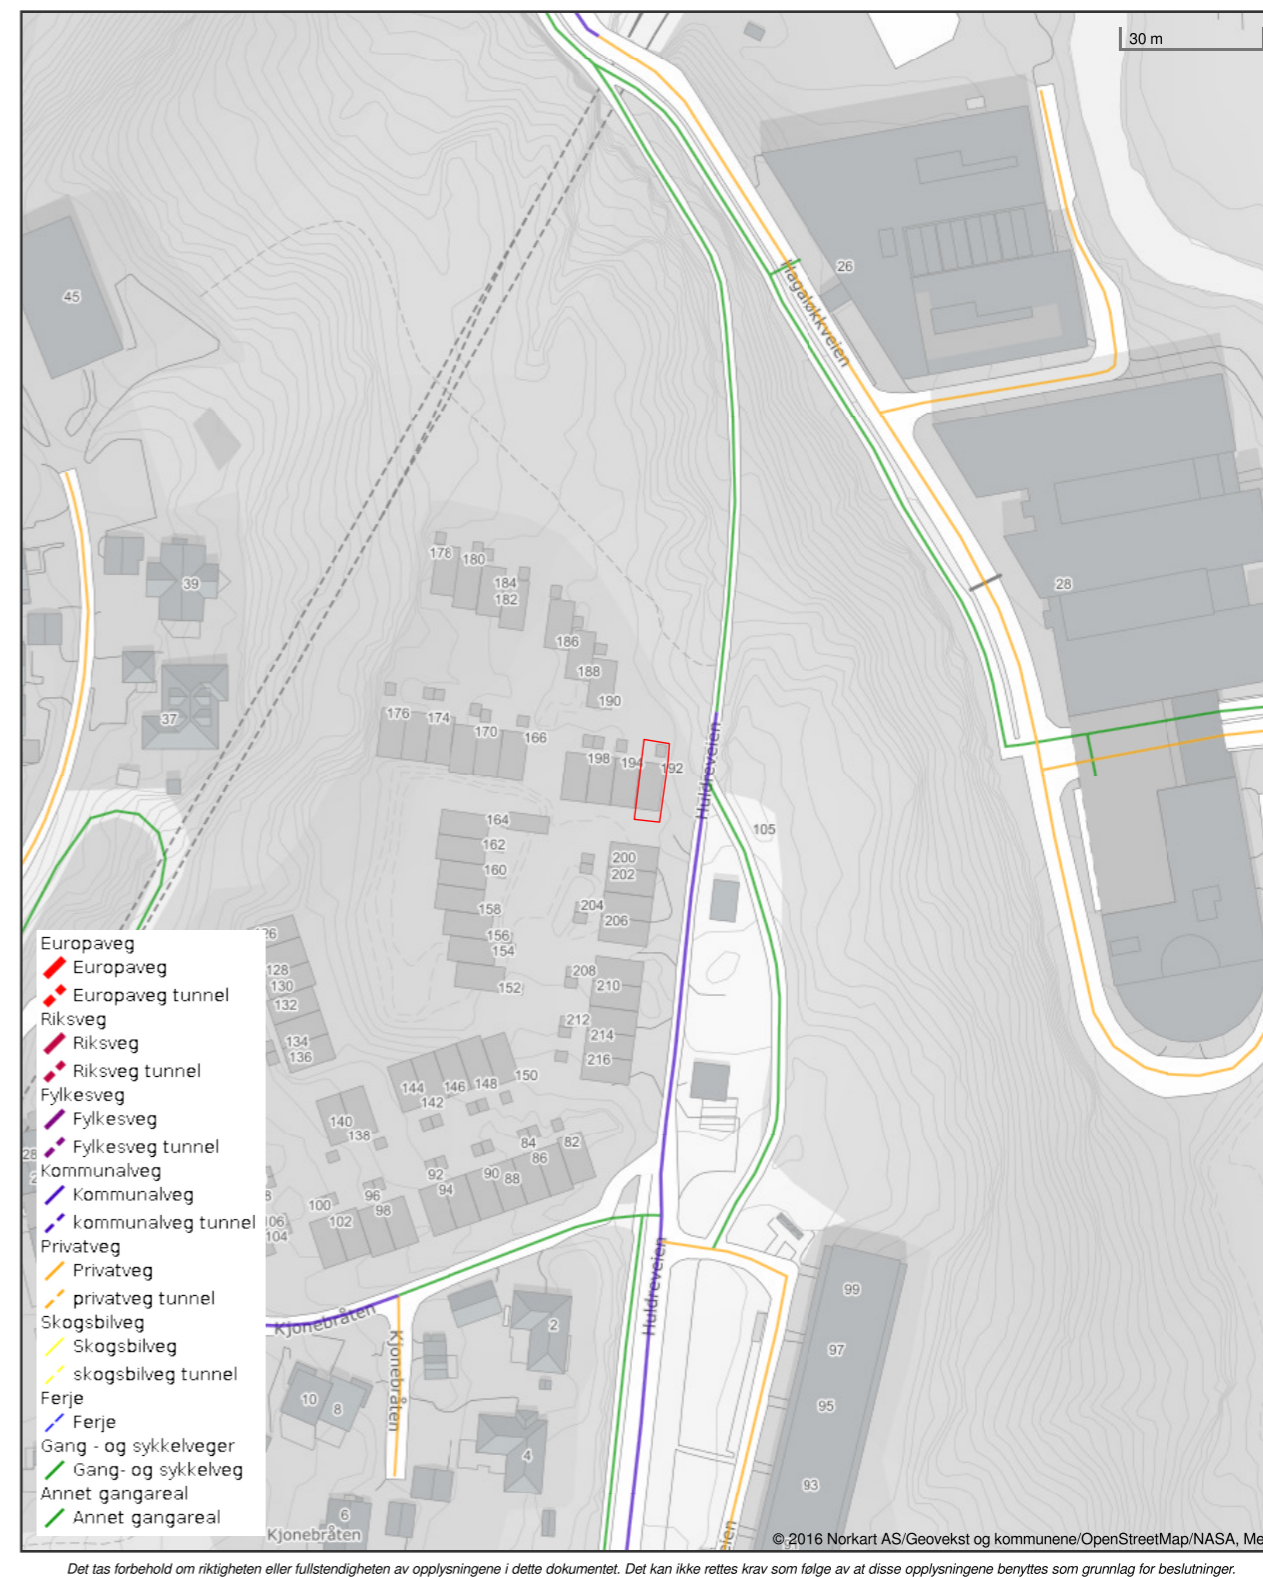 30 m
26
Hagaløkkveien
45
178
180
184
182
39
28
186
188
190
37
176
174
170
166
198
194
192
Huldreveien
164
162
160
158
156
154
152
105
200
202
204
206
208
210
212
214
216
128
130
132
134
136
144
146
148
150
142
140
138
84
82
86
92
90
88
94
96
98
100
102
106
104
Europaveg
Europaveg
Europaveg tunnel
Riksveg
Riksveg
Riksveg tunnel
Fylkesveg
Fylkesveg
Fylkesveg tunnel
Kommunalveg
Kommunalveg
kommunalveg tunnel
Privatveg
Privatveg
privatveg tunnel
Skogsbilveg
Skogsbilveg
skogsbilveg tunnel
Ferje
Ferje
Gang - og sykkelveger
Gang- og sykkelveg
Annet gangareal
Annet gangareal
Kjonebråten
Kjonebråten
Huldreveien
2
10
8
4
6
Kjonebråten
99
97
95
93
eien
© 2016 Norkart AS/Geovekst og kommunene/OpenStreetMap/NASA, Me
Det tas forbehold om riktigheten eller fullstendigheten av opplysningene i dette dokumentet. Det kan ikke rettes krav som følge av at disse opplysningene benyttes som grunnlag for beslutninger.